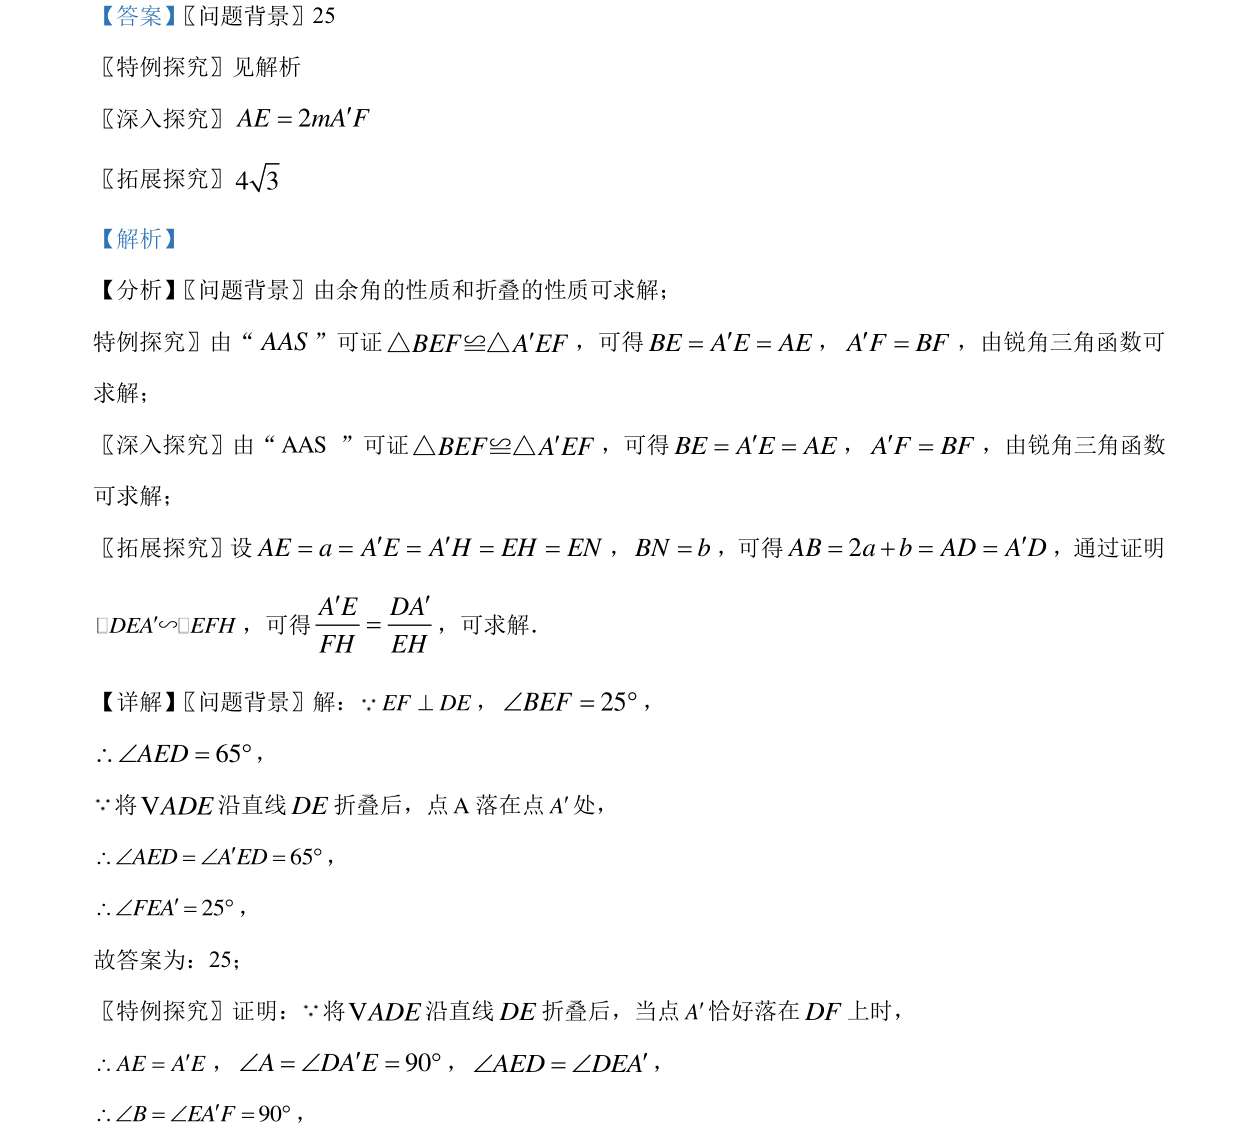 【答案】〖问题背景〗25
〖特例探究〗见解析
〖深入探究〗AE = 2mA′F
〖拓展探究〗4√3
【解析】
【分析】〖问题背景〗由余角的性质和折叠的性质可求解；
特例探究〗由“ AAS ”可证△BEF≌△A′EF，可得BE = A′E = AE，A′F = BF，由锐角三角函数可
求解；
〖深入探究〗由“ AAS ”可证△BEF≌△A′EF，可得BE = A′E = AE，A′F = BF，由锐角三角函数
可求解；
〖拓展探究〗设AE = a = A′E = A′H = EH = EN，BN = b，可得AB = 2a + b = AD = A′D，通过证明
□DEA′∽□EFH，可得A′E/FH = DA′/EH，可求解．
【详解】〖问题背景〗解：∵EF ⊥ DE，∠BEF = 25°，
∴∠AED = 65°，
∵将VADE沿直线DE折叠后，点A落在点A′处，
∴∠AED = ∠A′ED = 65°，
∴∠FEA′ = 25°，
故答案为：25；
〖特例探究〗证明：∵将VADE沿直线DE折叠后，当点A′恰好落在DF上时，
∴AE = A′E，∠A = ∠DA′E = 90°，∠AED = ∠DEA′，
∴∠B = ∠EA′F = 90°，